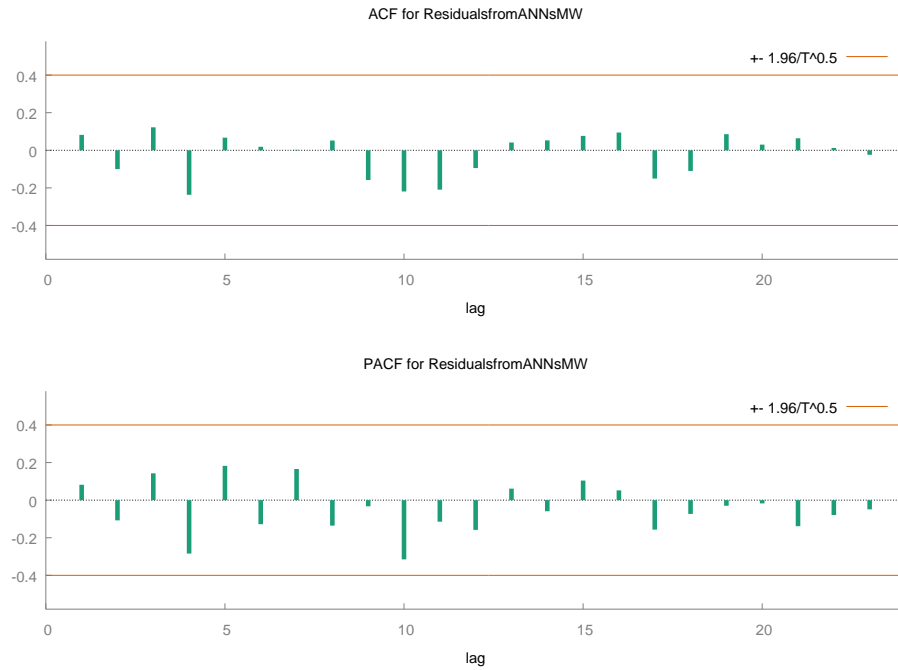 ACF for ResidualsfromANNsMW
+- 1.96/T^0.5
0.4
0.2
0
-0.2
-0.4
0 5 10 15 20
lag
PACF for ResidualsfromANNsMW
+- 1.96/T^0.5
0.4
0.2
0
-0.2
-0.4
0 5 10 15 20
lag